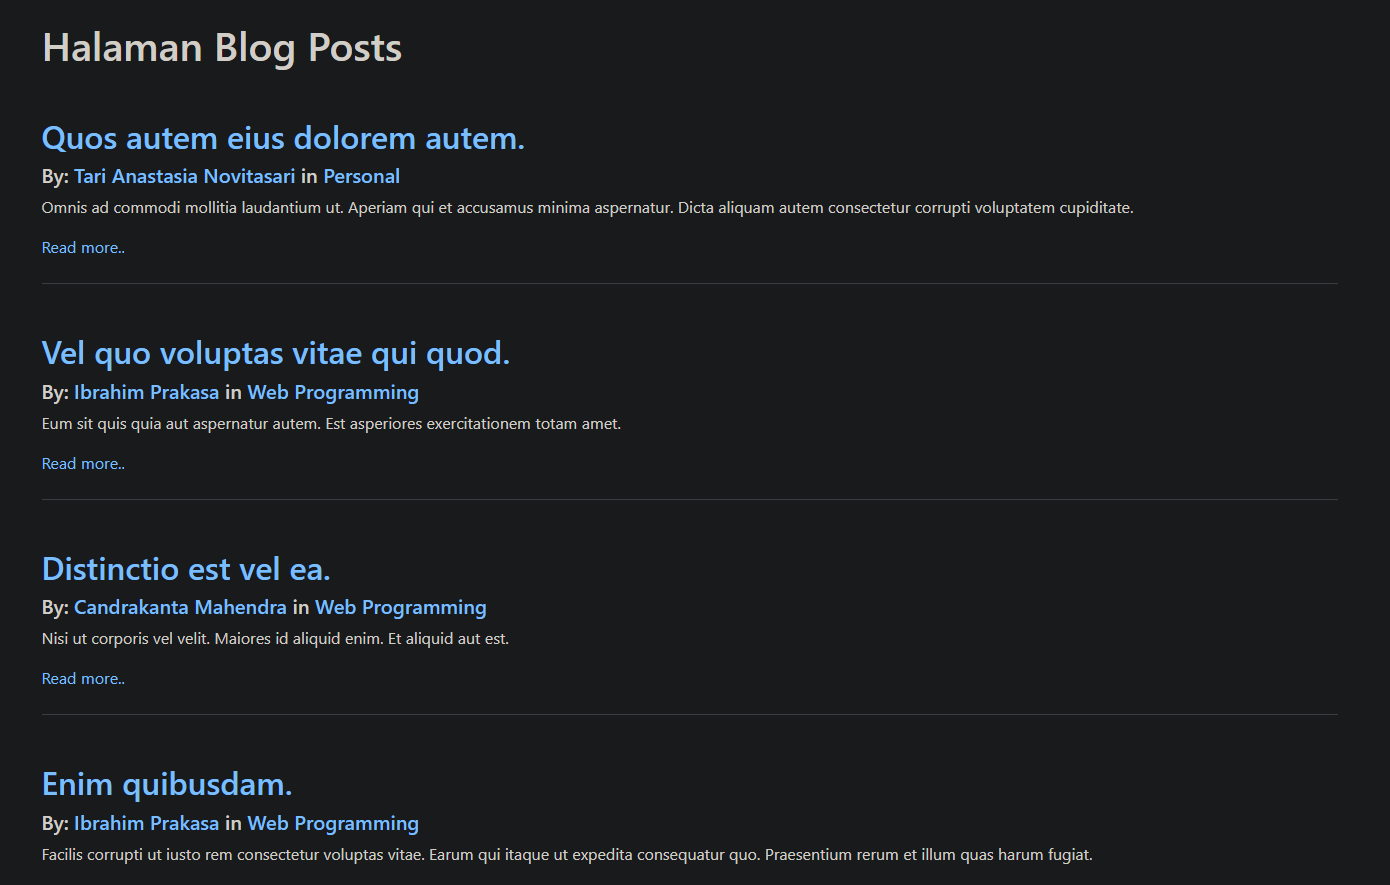 Halaman Blog Posts
Quos autem eius dolorem autem.
By: Tari Anastasia Novitasari in Personal
Omnis ad commodi mollitia laudantium ut. Aperiam qui et accusamus minima aspernatur. Dicta aliquam autem consectetur corrupti voluptatem cupiditate.
Read more..
Vel quo voluptas vitae qui quod.
By: Ibrahim Prakasa in Web Programming
Eum sit quis quia aut aspernatur autem. Est asperiores exercitationem totam amet.
Read more..
Distinctio est vel ea.
By: Candrakanta Mahendra in Web Programming
Nisi ut corporis vel velit. Maiores id aliquid enim. Et aliquid aut est.
Read more..
Enim quibusdam.
By: Ibrahim Prakasa in Web Programming
Facilis corrupti ut iusto rem consectetur voluptas vitae. Earum qui itaque ut expedita consequatur quo. Praesentium rerum et illum quas harum fugiat.